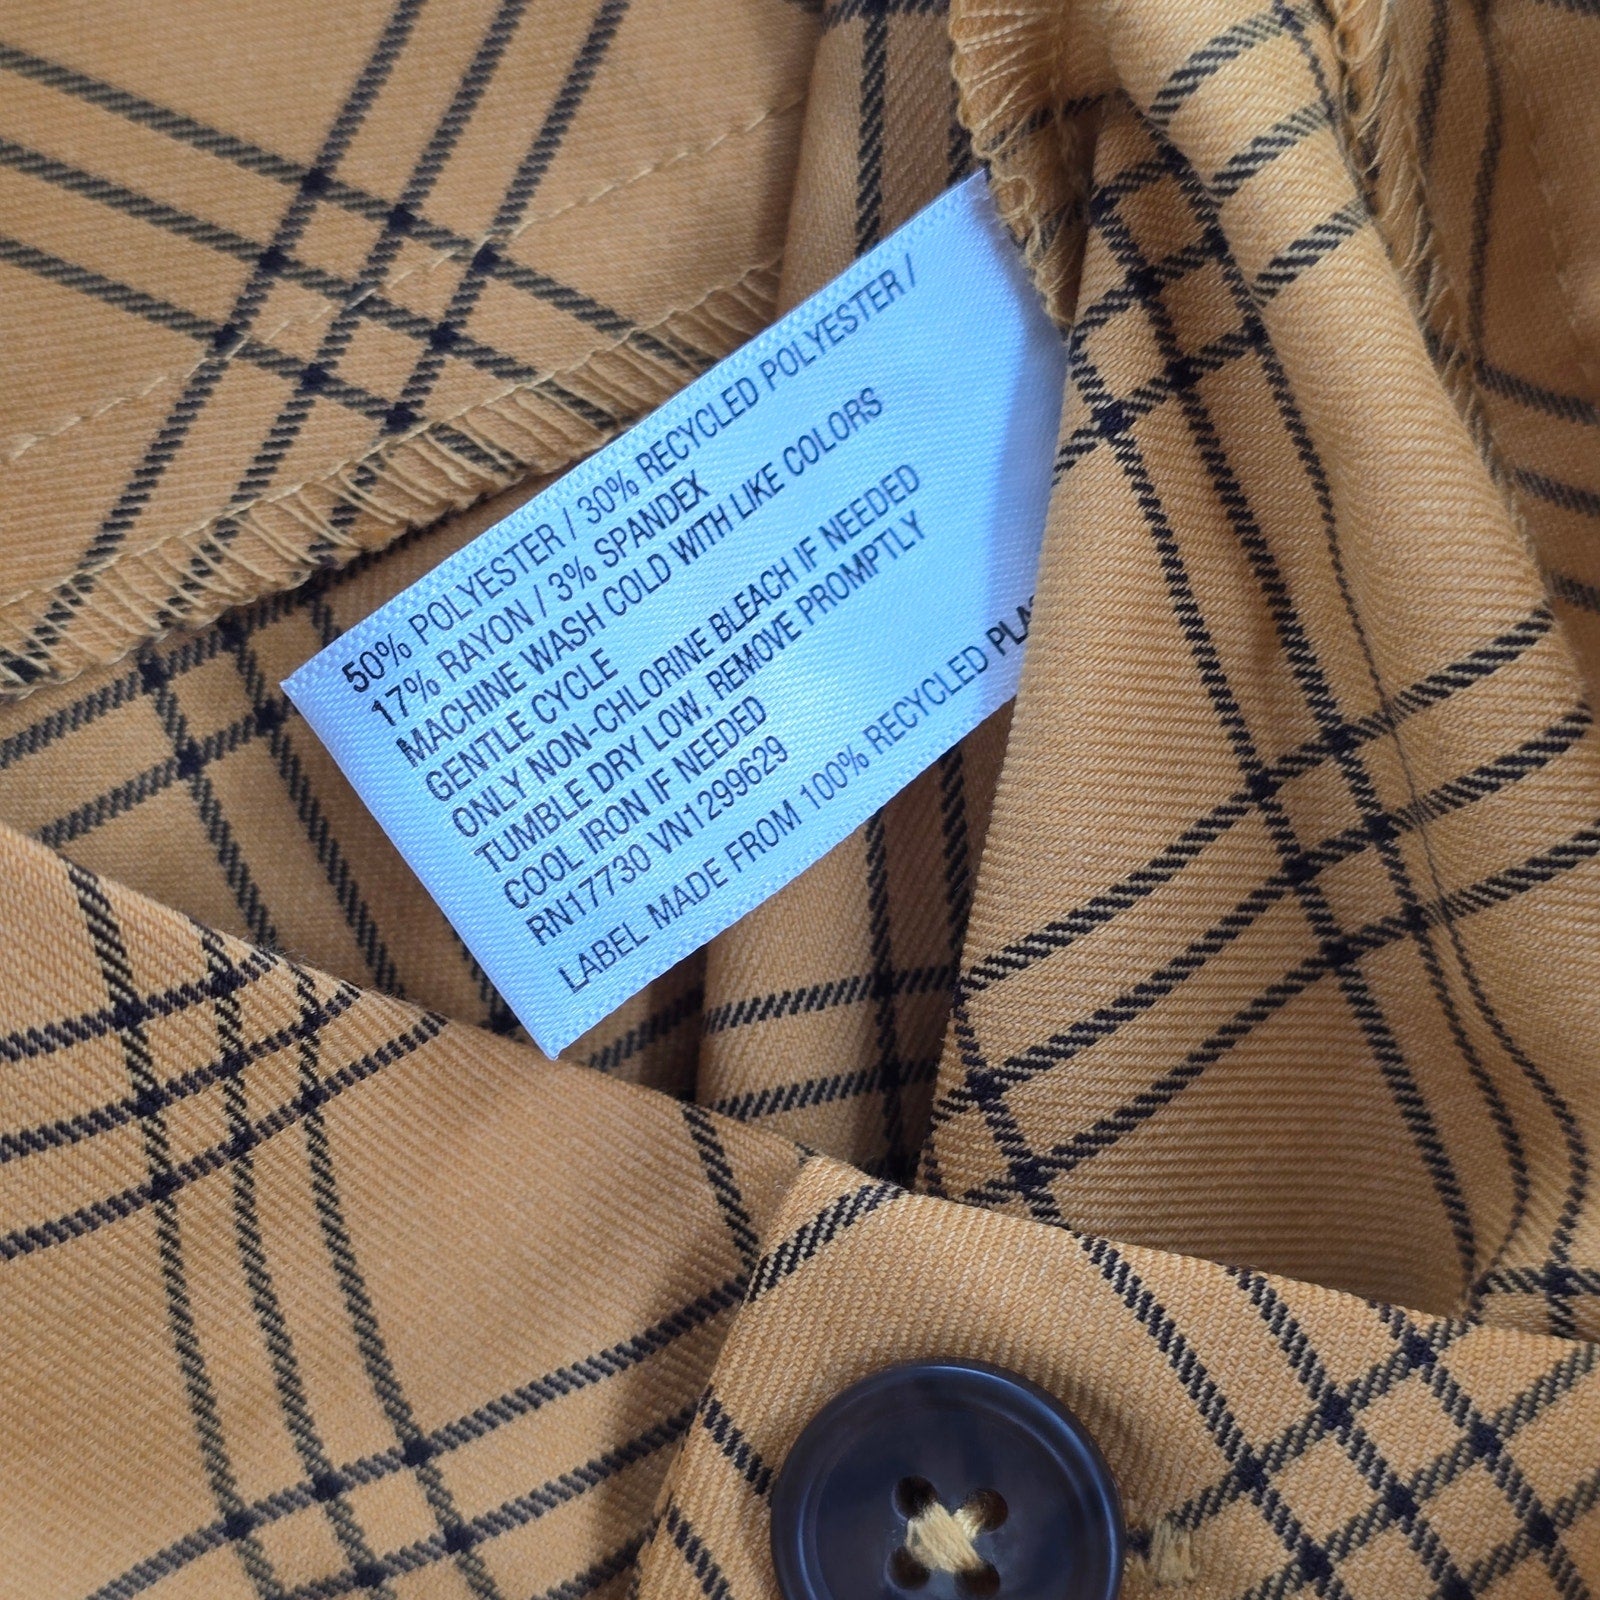 50% POLYESTER / 30% RECYCLED POLYESTER /
17% RAYON / 3% SPANDEX
MACHINE WASH COLD WITH LIKE COLORS
GENTLE CYCLE
ONLY NON-CHLORINE BLEACH IF NEEDED
TUMBLE DRY LOW, REMOVE PROMPTLY
COOL IRON IF NEEDED
RN17730 VN1299629
LABEL MADE FROM 100% RECYCLED